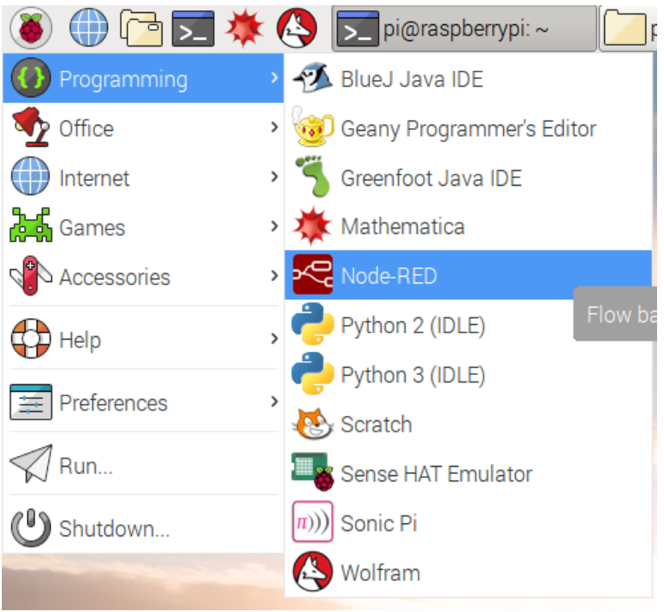 pi@raspberrypi: ~
Programming
Office
Internet
Games
Accessories
Help
Preferences
Run...
Shutdown...
BlueJ Java IDE
Geany Programmer's Editor
Greenfoot Java IDE
Mathematica
Node-RED
Flow ba
Python 2 (IDLE)
Python 3 (IDLE)
Scratch
Sense HAT Emulator
Sonic Pi
Wolfram